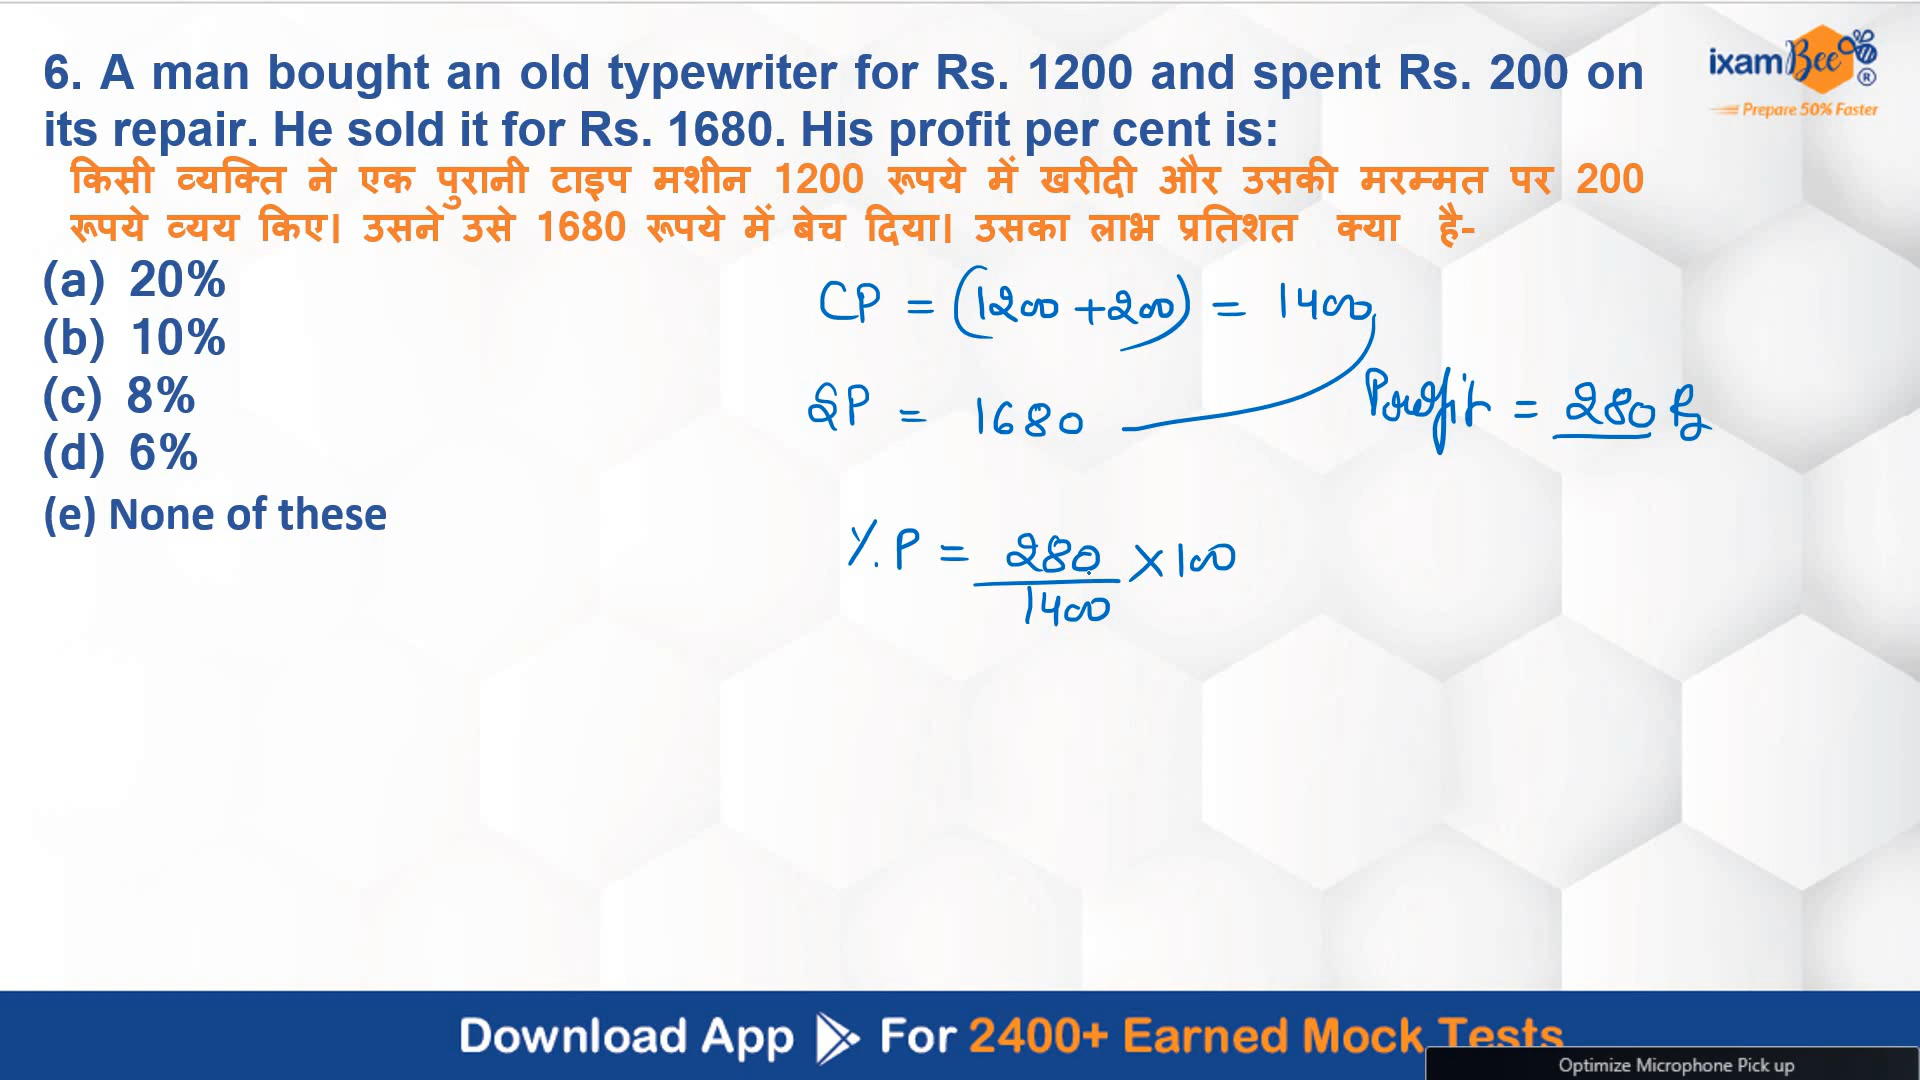 6. A man bought an old typewriter for Rs. 1200 and spent Rs. 200 on
its repair. He sold it for Rs. 1680. His profit per cent is:
किसी व्यक्ति ने एक पुरानी टाइप मशीन 1200 रूपये में खरीदी और उसकी मरम्मत पर 200
रूपये व्यय किए। उसने उसे 1680 रूपये में बेच दिया। उसका लाभ प्रतिशत क्या है-
(a) 20%
(b) 10%
(c) 8%
(d) 6%
(e) None of these
CP = (1200 + 200) = 1400
SP = 1680
Profit = 280 Rs
%. P = 280/1400 × 100
ixamBee ®
Prepare 50% Faster
Download App For 2400+ Earned Mock Tests
Optimize Microphone Pick up